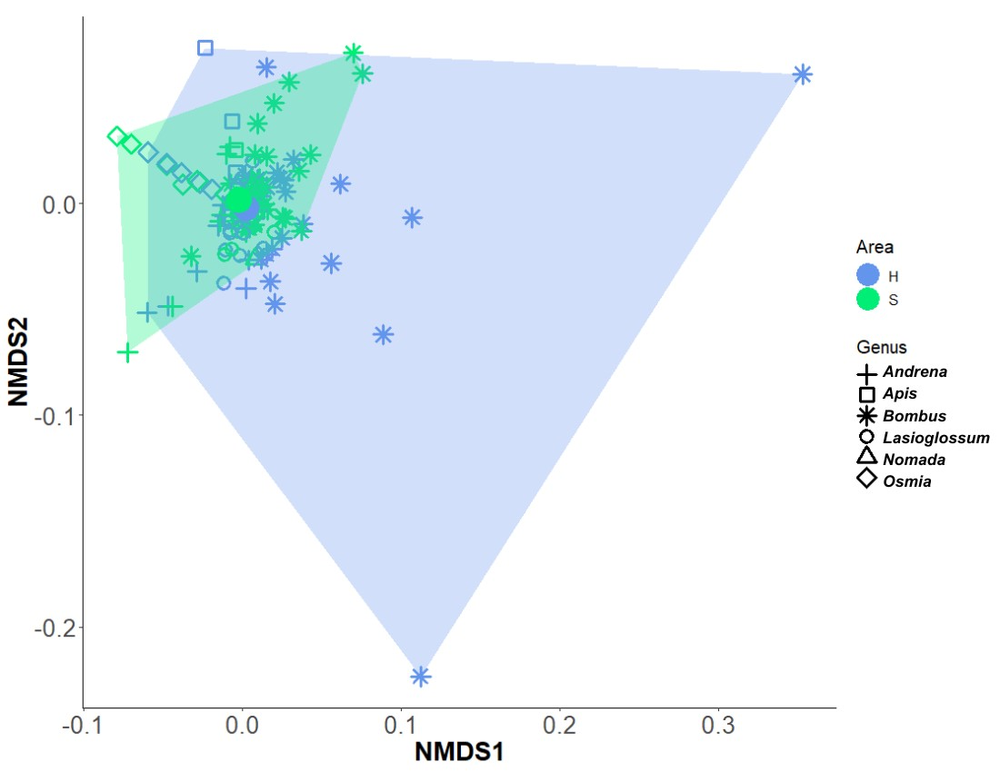 0.0
-0.1
-0.2
NMDS2
-0.1
0.0
0.1
0.2
0.3
NMDS1
Area
H
S
Genus
Andrena
Apis
Bombus
Lasioglossum
Nomada
Osmia